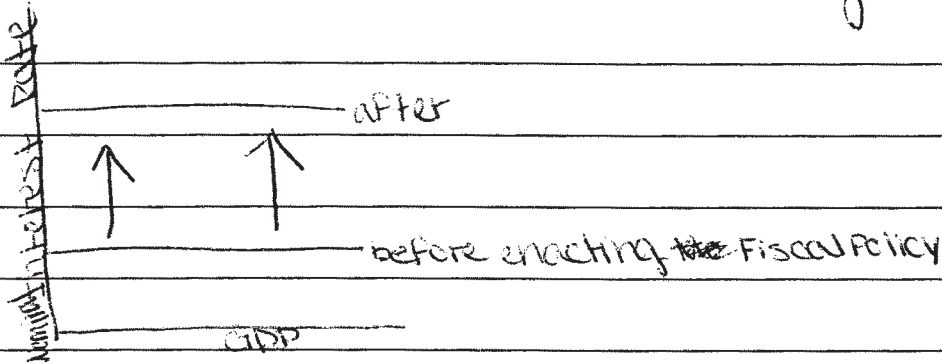 Nominal Interest Rate
after
before enacting Fiscal Policy
GDP